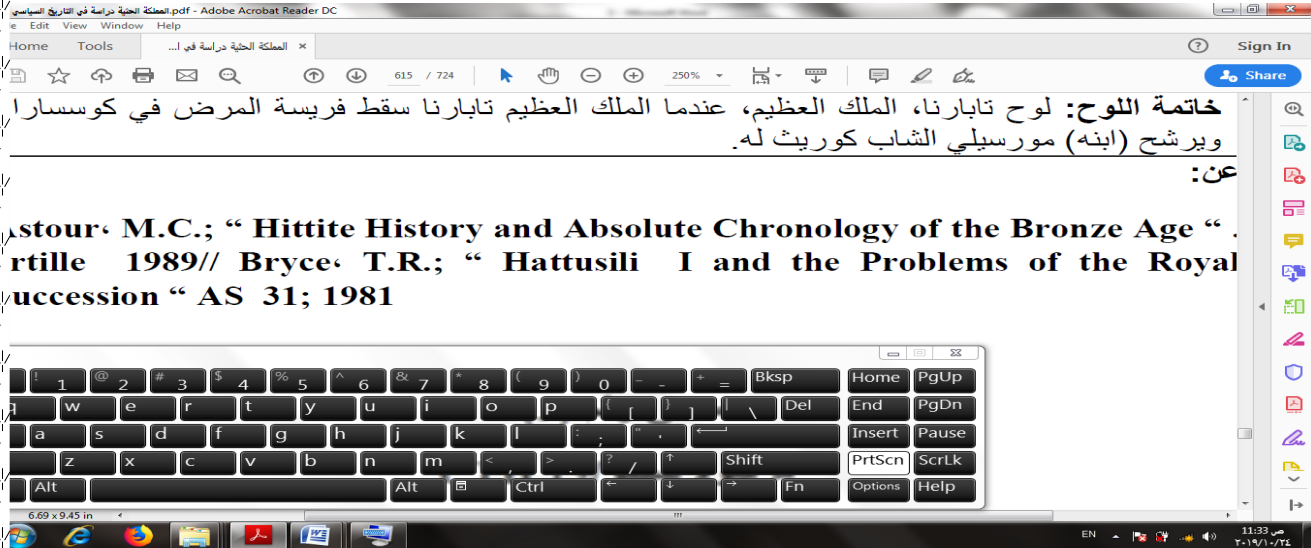 المملكة الحثية دراسة في التاريخ السياسي.pdf - Adobe Acrobat Reader DC
Edit View Window Help
Home Tools المملكة الحثية دراسة في ا... × Sign In
615 / 724 250% Share
خاتمة اللوح: لوح تابارنا، الملك العظيم، عندما الملك العظيم تابارنا سقط فريسة المرض في كوسسارا
ويرشح (ابنه) مورسيلي الشاب كوريث له.
عن:
Astour، M.C.; “ Hittite History and Absolute Chronology of the Bronze Age “ .
rtille 1989// Bryce، T.R.; “ Hattusili I and the Problems of the Royal
uccession “ AS 31; 1981
! 1 @ 2 # 3 $ 4 % 5 ^ 6 & 7 * 8 ( 9 ) 0 _ - + = Bksp Home PgUp
q w e r t y u i o p { [ } ] | \ Del End PgDn
a s d f g h j k l : ; " ' Insert Pause
z x c v b n m < , > . ? / ↑ Shift PrtScn ScrLk
Alt Alt Ctrl ← ↓ → Fn Options Help
6.69 x 9.45 in
EN 11:33 ص
٢٠١٩/١٠/٢٤